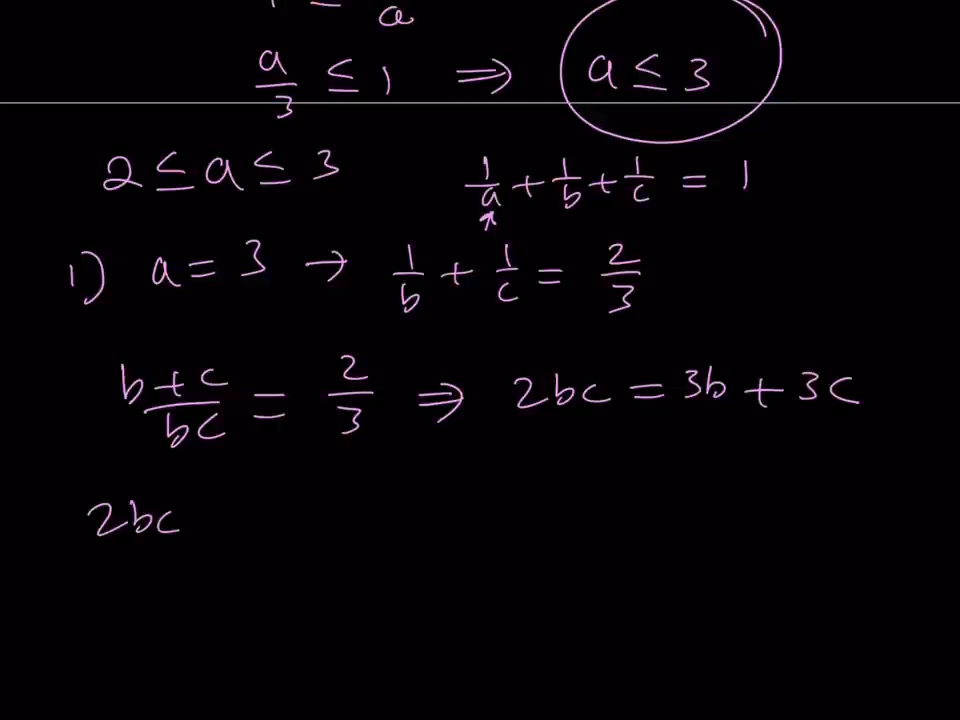 a
a/3 ≤ 1 ⇒ a ≤ 3
2 ≤ a ≤ 3 1/a + 1/b + 1/c = 1
1) a = 3 → 1/b + 1/c = 2/3
b+c/bc = 2/3 ⇒ 2bc = 3b + 3c
2bc